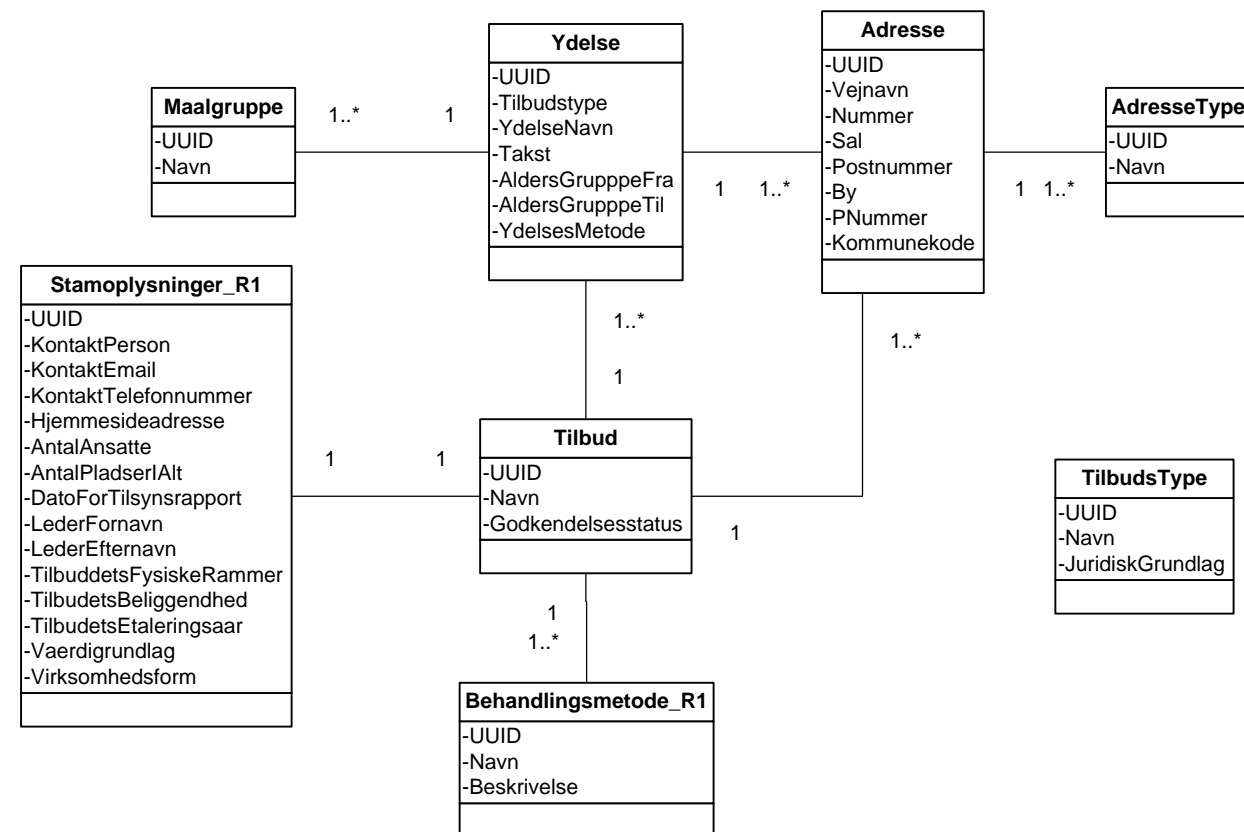 Ydelse
-UUID
-Tilbudstype
-YdelseNavn
-Takst
-AldersGrupppeFra
-AldersGrupppeTil
-YdelsesMetode
Adresse
-UUID
-Vejnavn
-Nummer
-Sal
-Postnummer
-By
-PNummer
-Kommunekode
Maalgruppe
-UUID
-Navn
1..*
1
AdresseType
-UUID
-Navn
1
1..*
1
1..*
Stamoplysninger_R1
-UUID
-KontaktPerson
-KontaktEmail
-KontaktTelefonnummer
-Hjemmesideadresse
-AntalAnsatte
-AntalPladserIAlt
-DatoForTilsynsrapport
-LederFornavn
-LederEfternavn
-TilbuddetsFysiskeRammer
-TilbudetsBeliggendhed
-TilbudetsEtaleringsaar
-Vaerdigrundlag
-Virksomhedsform
1..*
1
1..*
1
1
Tilbud
-UUID
-Navn
-Godkendelsesstatus
1
TilbudsType
-UUID
-Navn
-JuridiskGrundlag
1
1..*
Behandlingsmetode_R1
-UUID
-Navn
-Beskrivelse